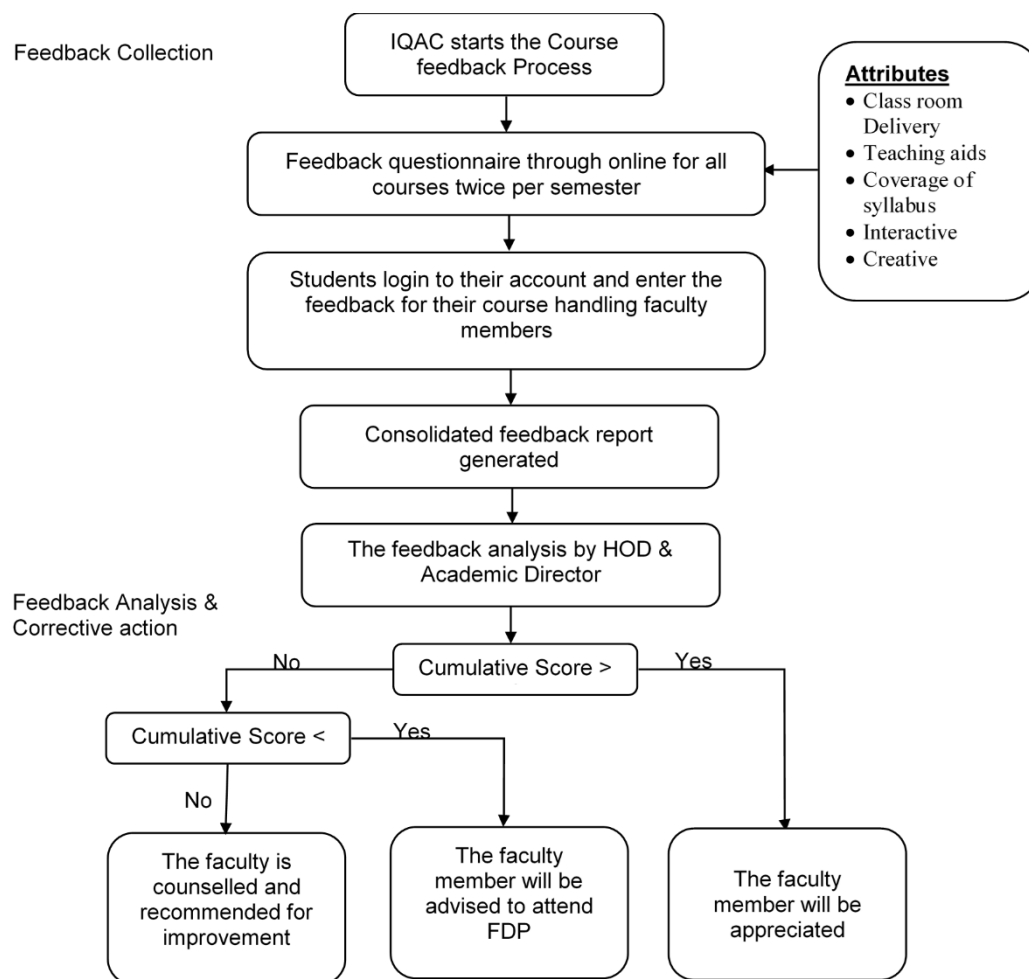 Feedback Collection
IQAC starts the Course
feedback Process
Attributes
• Class room
Delivery
• Teaching aids
• Coverage of
syllabus
• Interactive
• Creative
Feedback questionnaire through online for all
courses twice per semester
Students login to their account and enter the
feedback for their course handling faculty
members
Consolidated feedback report
generated
The feedback analysis by HOD &
Academic Director
Feedback Analysis &
Corrective action
No
Cumulative Score >
Yes
Cumulative Score <
Yes
No
The faculty is
counselled and
recommended for
improvement
The faculty
member will be
advised to attend
FDP
The faculty
member will be
appreciated